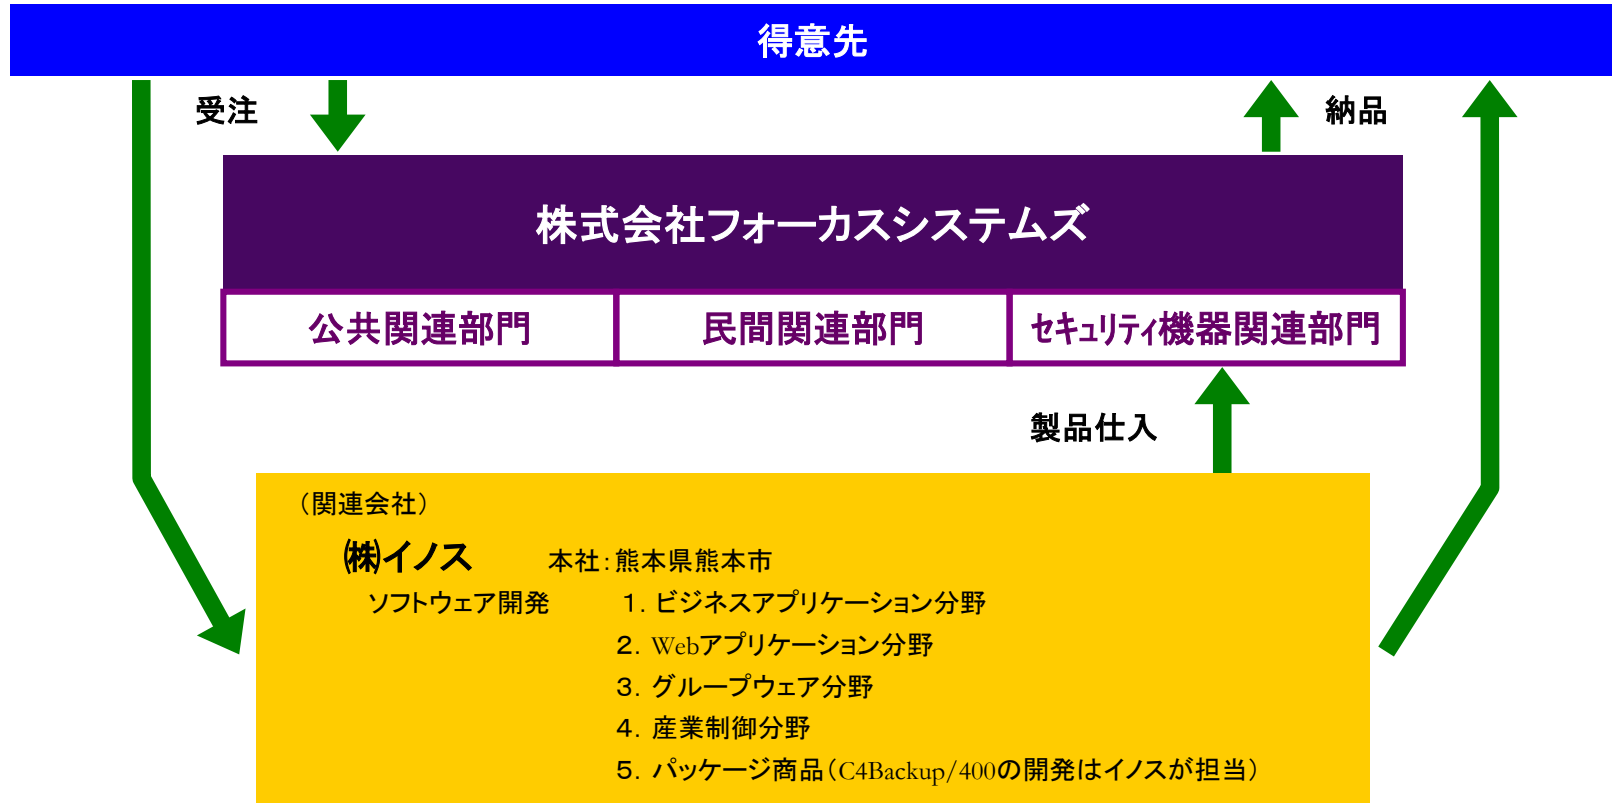 得意先
受注
納品
株式会社フォーカスシステムズ
公共関連部門 民間関連部門 セキュリティ機器関連部門
製品仕入
（関連会社）
㈱イノス 本社：熊本県熊本市
ソフトウェア開発 １．ビジネスアプリケーション分野
２．Webアプリケーション分野
３．グループウェア分野
４．産業制御分野
５．パッケージ商品（C4Backup/400の開発はイノスが担当）